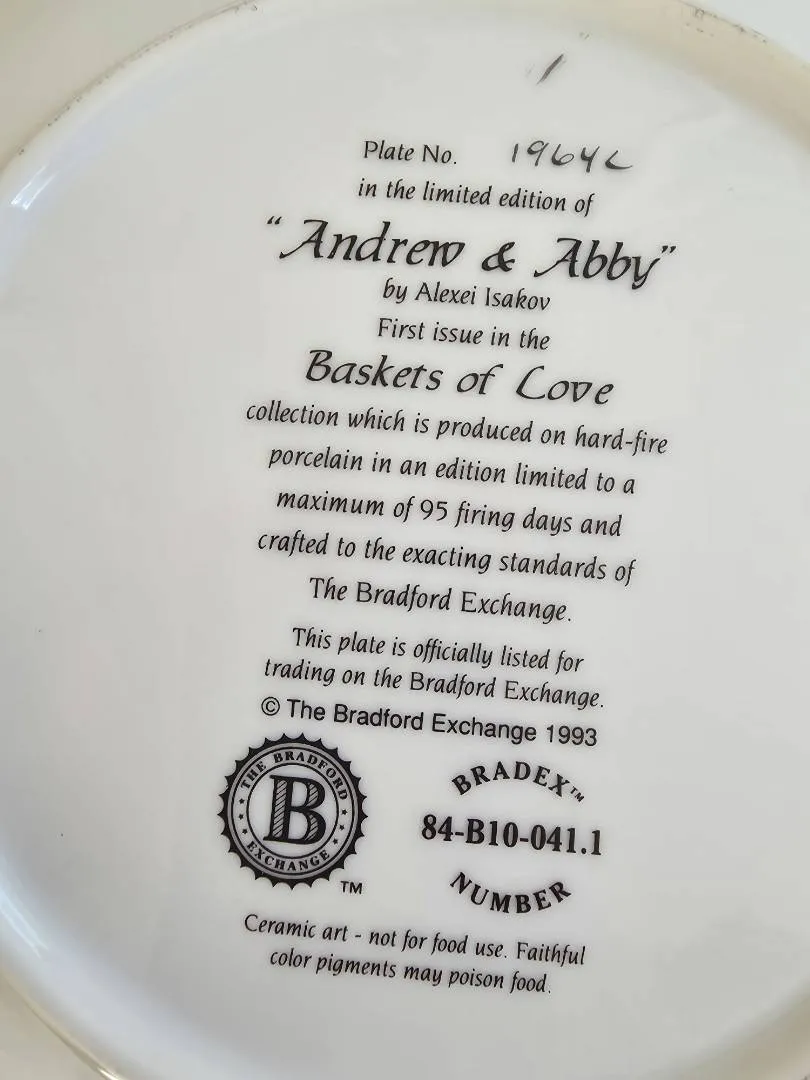 Plate No. 1964L
in the limited edition of
"Andrew & Abby"
by Alexei Isakov
First issue in the
Baskets of Love
collection which is produced on hard-fire
porcelain in an edition limited to a
maximum of 95 firing days and
crafted to the exacting standards of
The Bradford Exchange.
This plate is officially listed for
trading on the Bradford Exchange.
© The Bradford Exchange 1993
THE BRADFORD
B
EXCHANGE
TM
BRADEX™
84-B10-041.1
NUMBER
Ceramic art - not for food use. Faithful
color pigments may poison food.